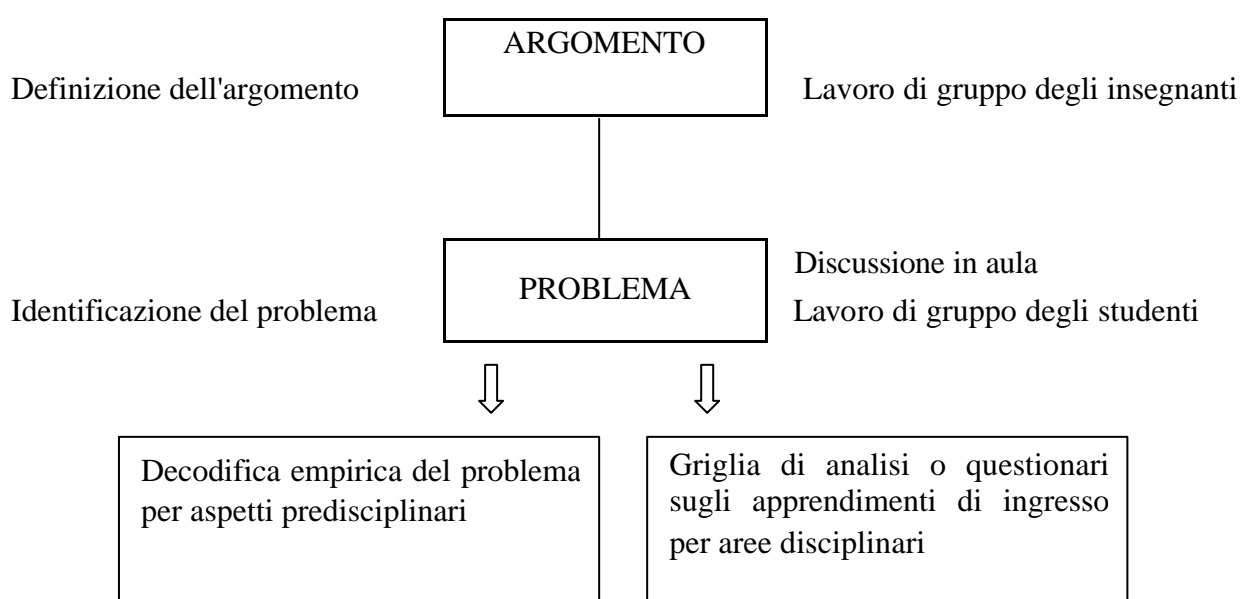 ARGOMENTO
Definizione dell'argomento
Lavoro di gruppo degli insegnanti
PROBLEMA
Discussione in aula
Identificazione del problema
Lavoro di gruppo degli studenti
Decodifica empirica del problema
per aspetti predisciplinari
Griglia di analisi o questionari
sugli apprendimenti di ingresso
per aree disciplinari